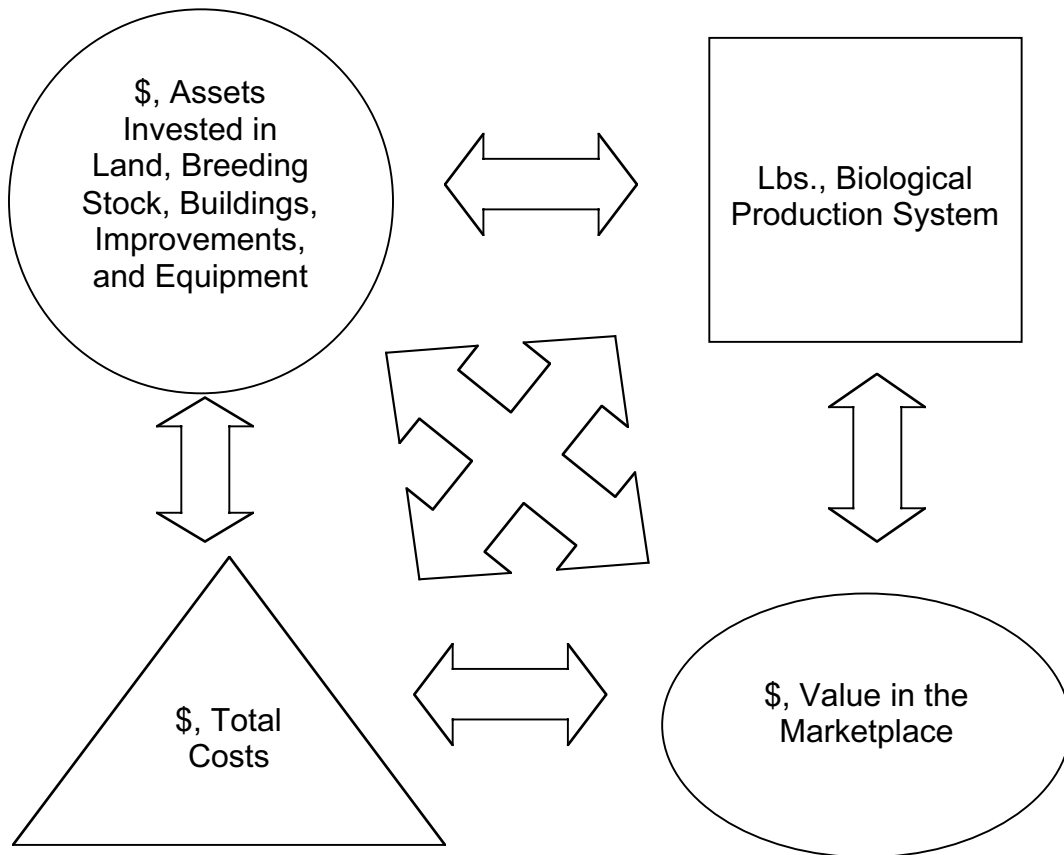 $, Assets
Invested in
Land, Breeding
Stock, Buildings,
Improvements,
and Equipment
Lbs., Biological
Production System
$, Total
Costs
$, Value in the
Marketplace